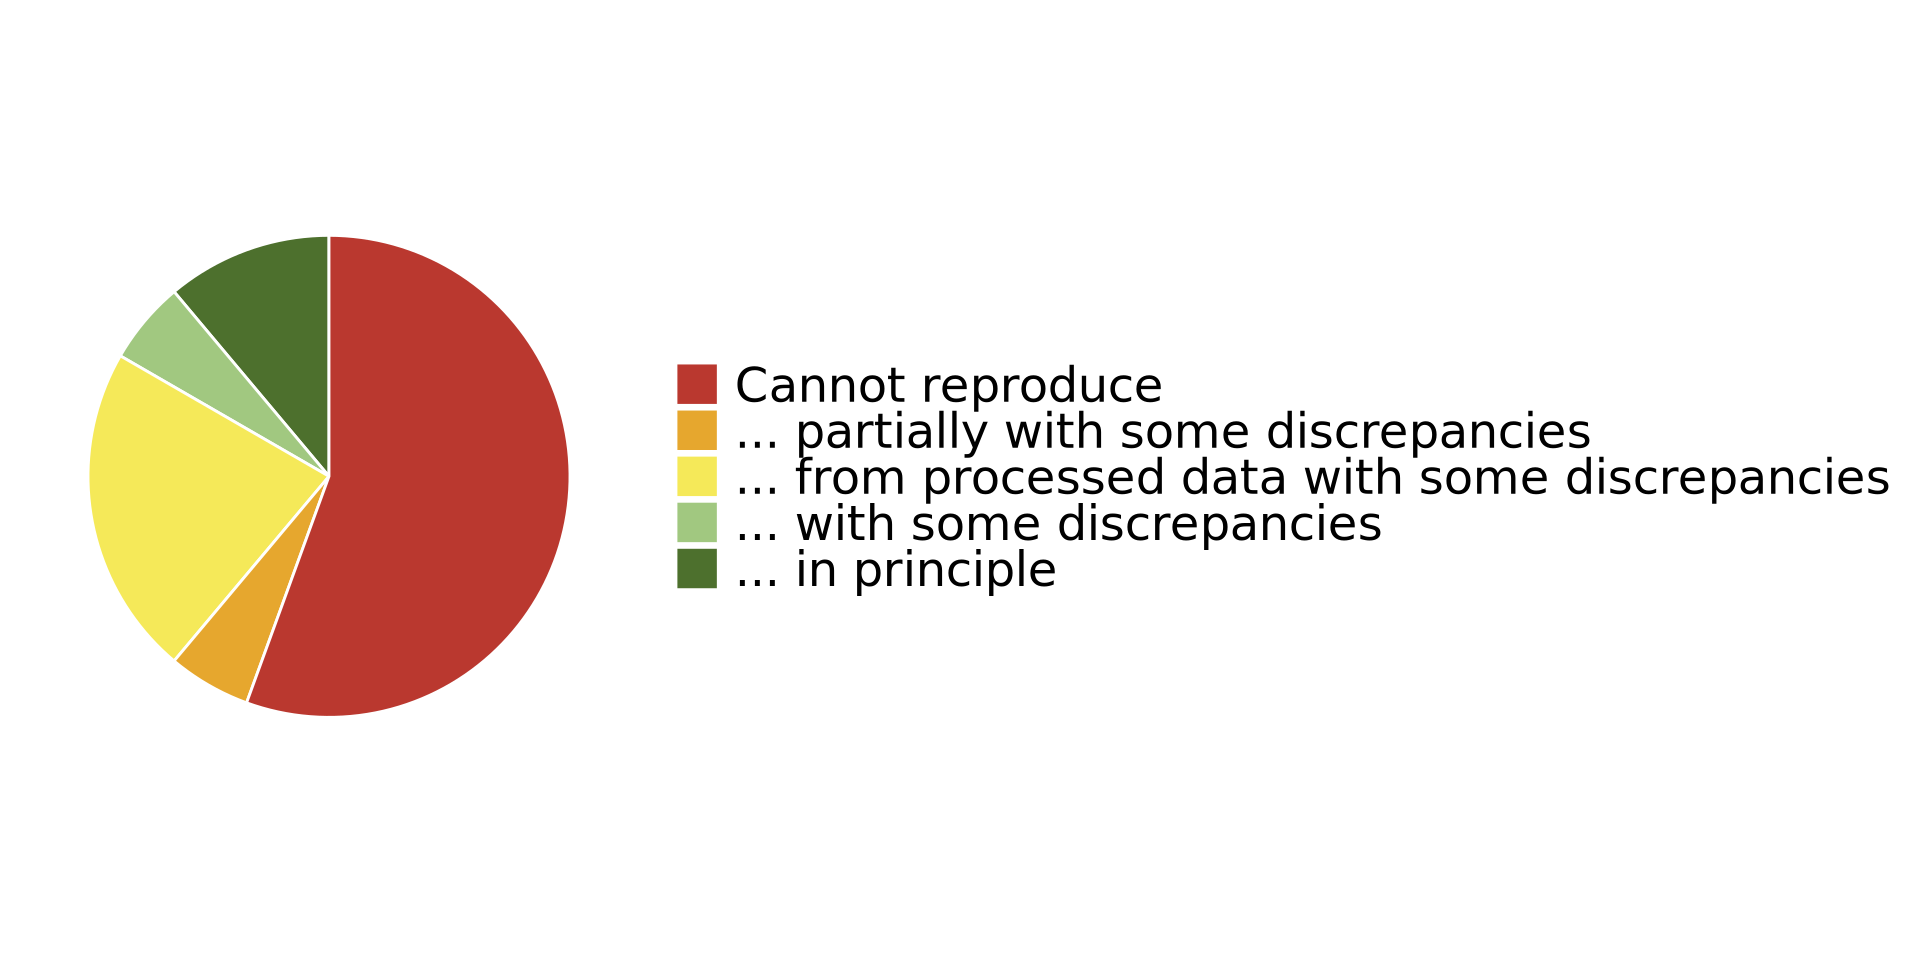 Cannot reproduce
... partially with some discrepancies
... from processed data with some discrepancies
... with some discrepancies
... in principle